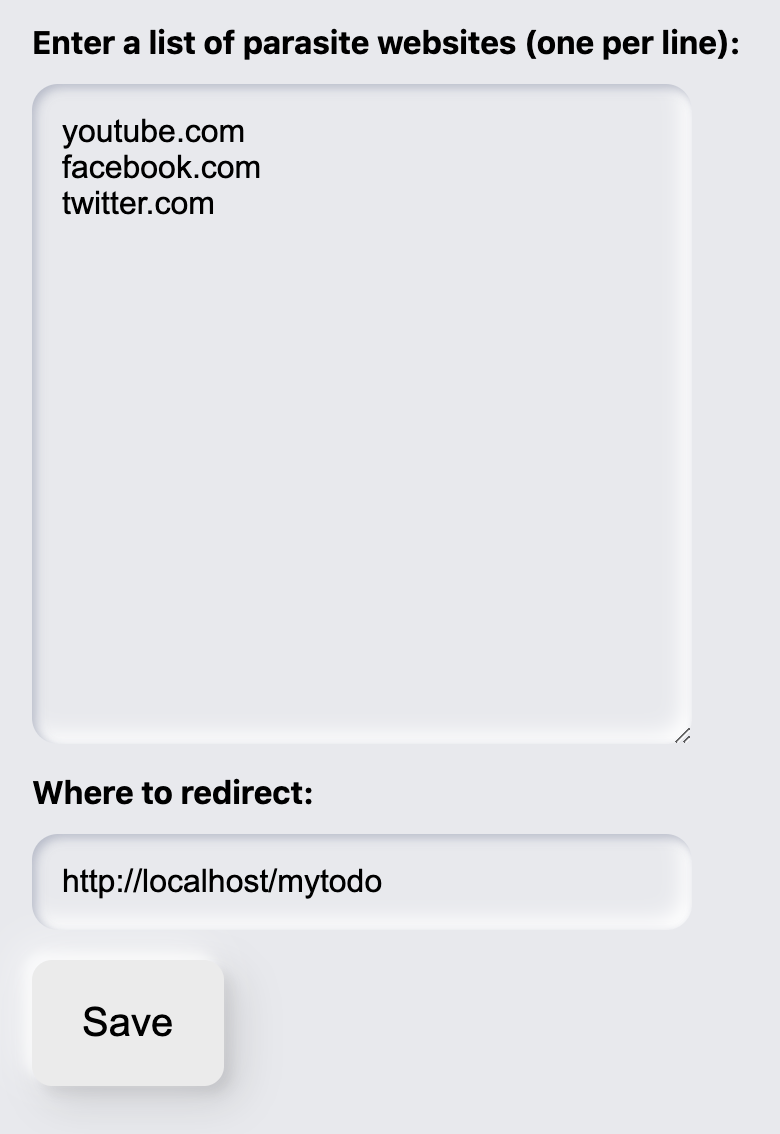 Enter a list of parasite websites (one per line):
youtube.com
facebook.com
twitter.com
Where to redirect:
http://localhost/mytodo
Save